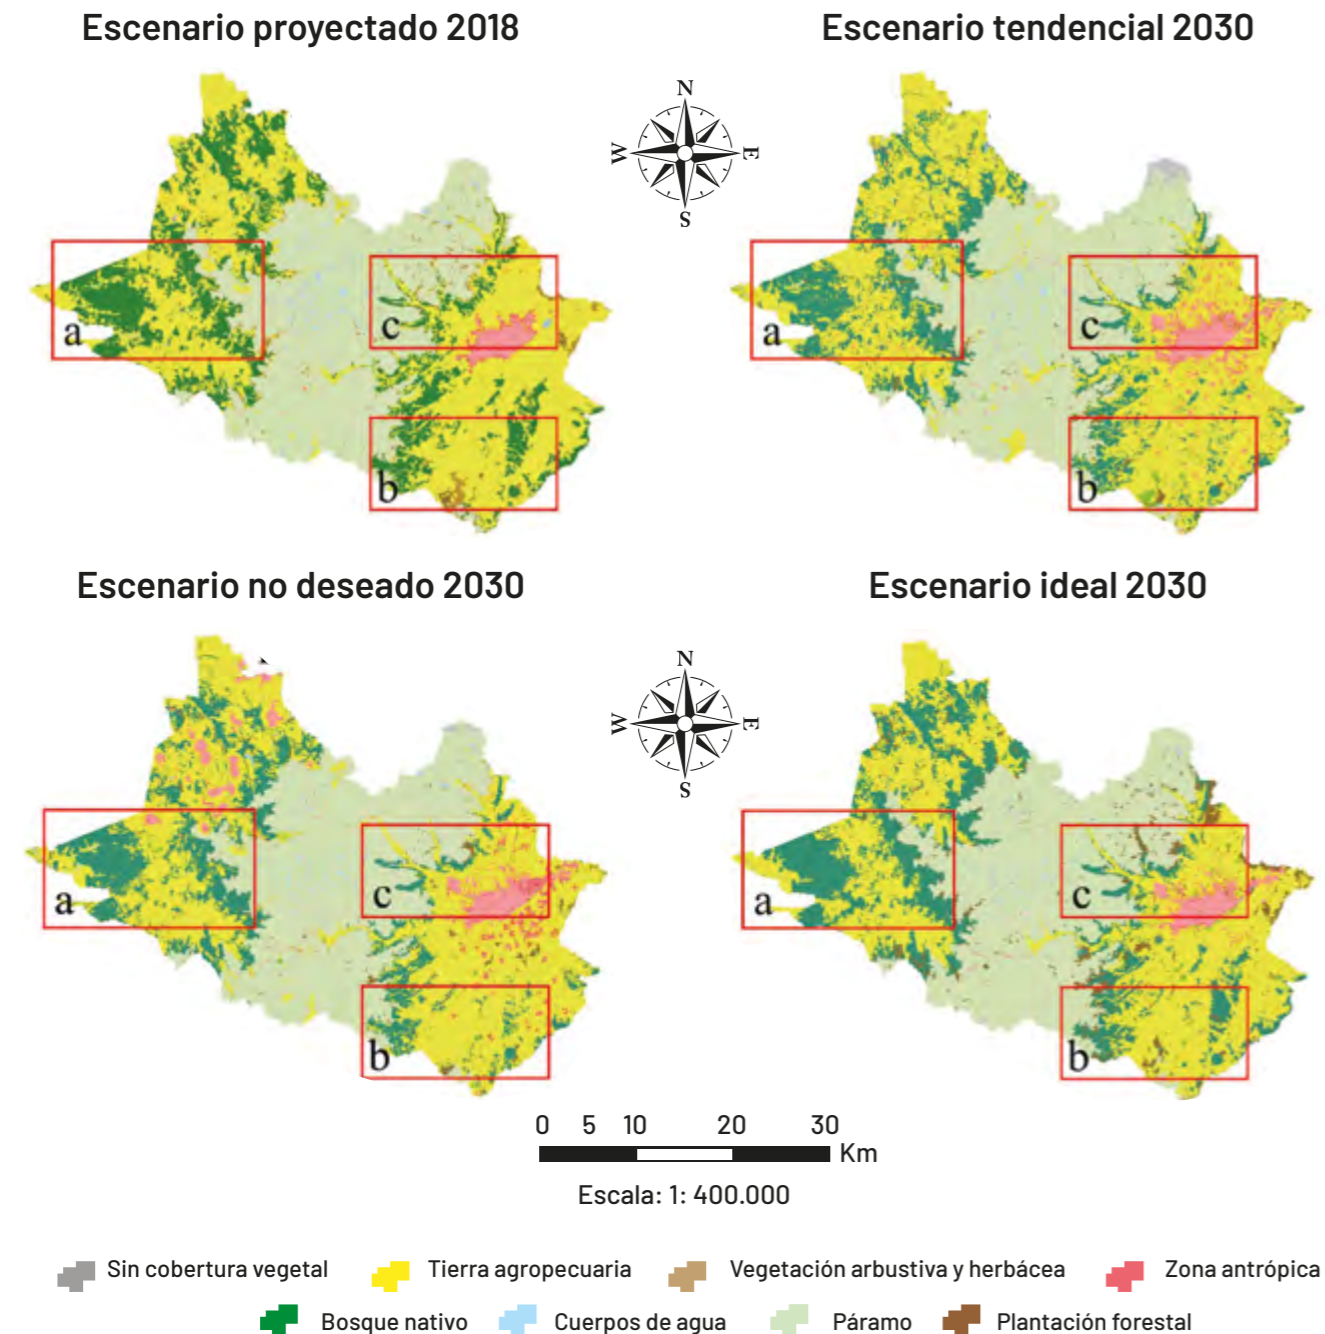 Escenario proyectado 2018
Escenario tendencial 2030
N
W
E
S
a
c
b
a
c
b
Escenario no deseado 2030
Escenario ideal 2030
N
W
E
S
a
c
b
a
c
b
0 5 10 20 30
Km
Escala: 1: 400.000
Sin cobertura vegetal
Tierra agropecuaria
Vegetación arbustiva y herbácea
Zona antrópica
Bosque nativo
Cuerpos de agua
Páramo
Plantación forestal